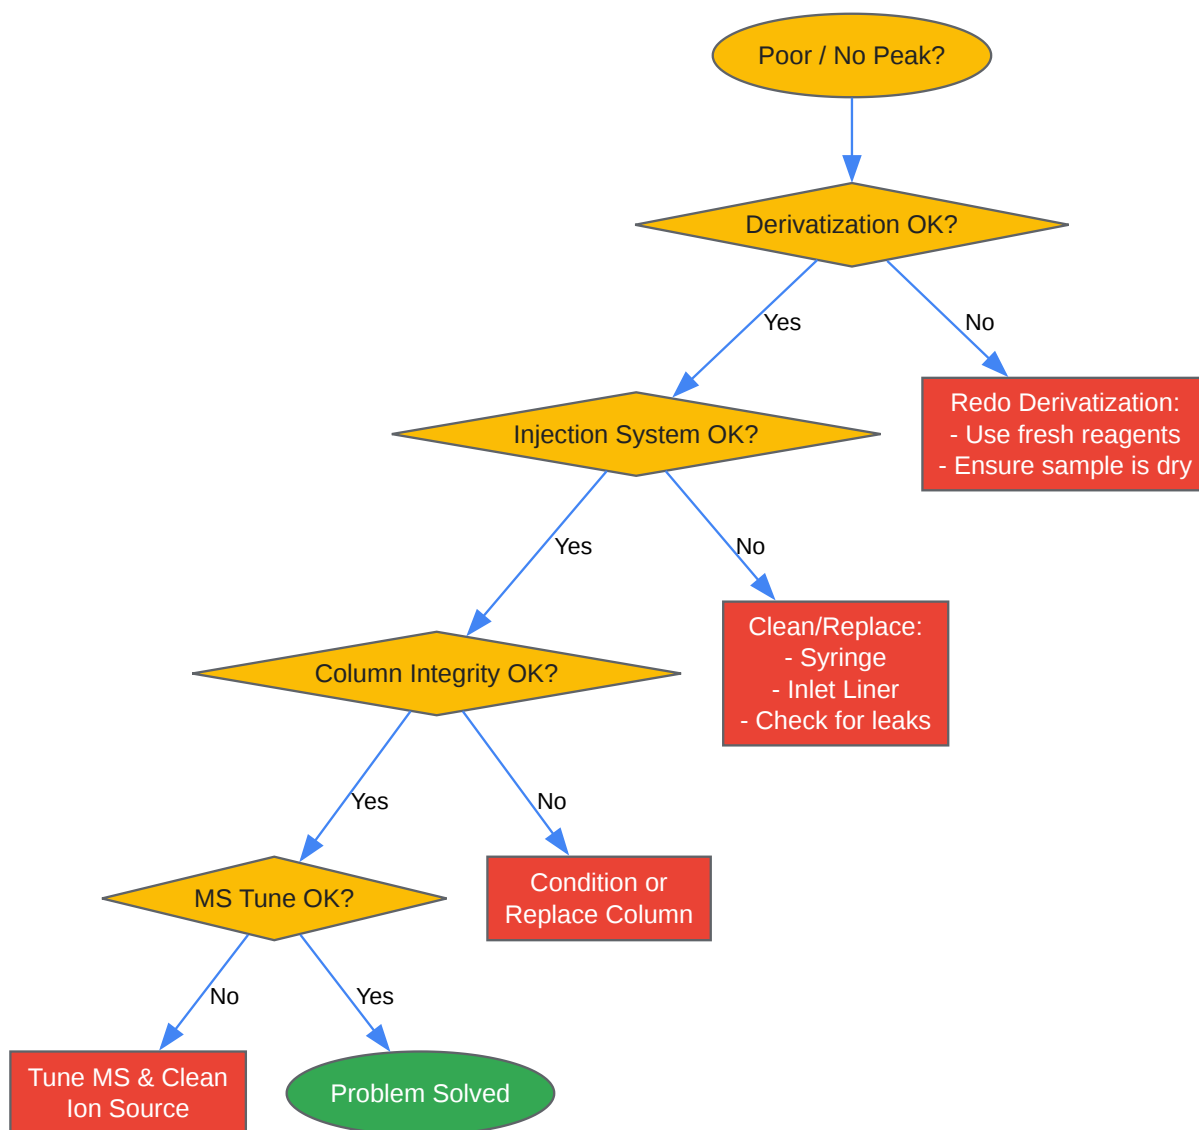 Poor / No Peak?
Derivatization OK?
Yes
No
Redo Derivatization:
- Use fresh reagents
- Ensure sample is dry
Injection System OK?
Yes
No
Clean/Replace:
- Syringe
- Inlet Liner
- Check for leaks
Column Integrity OK?
Yes
No
Condition or
Replace Column
MS Tune OK?
No
Yes
Tune MS & Clean
Ion Source
Problem Solved